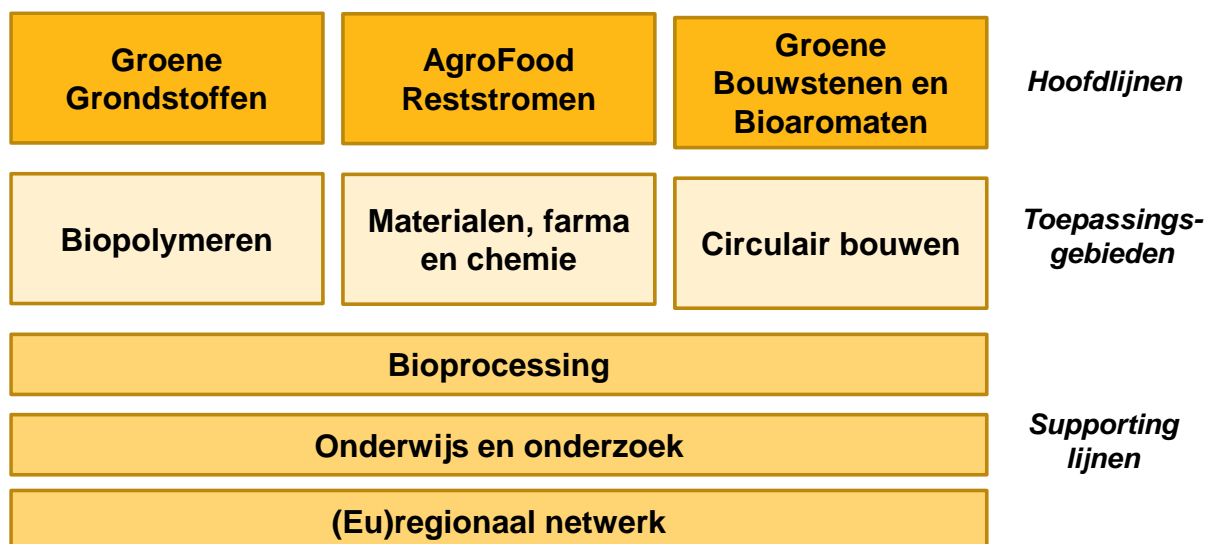 Groene
Grondstoffen
AgroFood
Reststromen
Groene
Bouwstenen en
Bioaromaten
Hoofdlijnen
Biopolymeren
Materialen, farma
en chemie
Circulair bouwen
Toepassings-
gebieden
Bioprocessing
Onderwijs en onderzoek
(Eu)regionaal netwerk
Supporting
lijnen